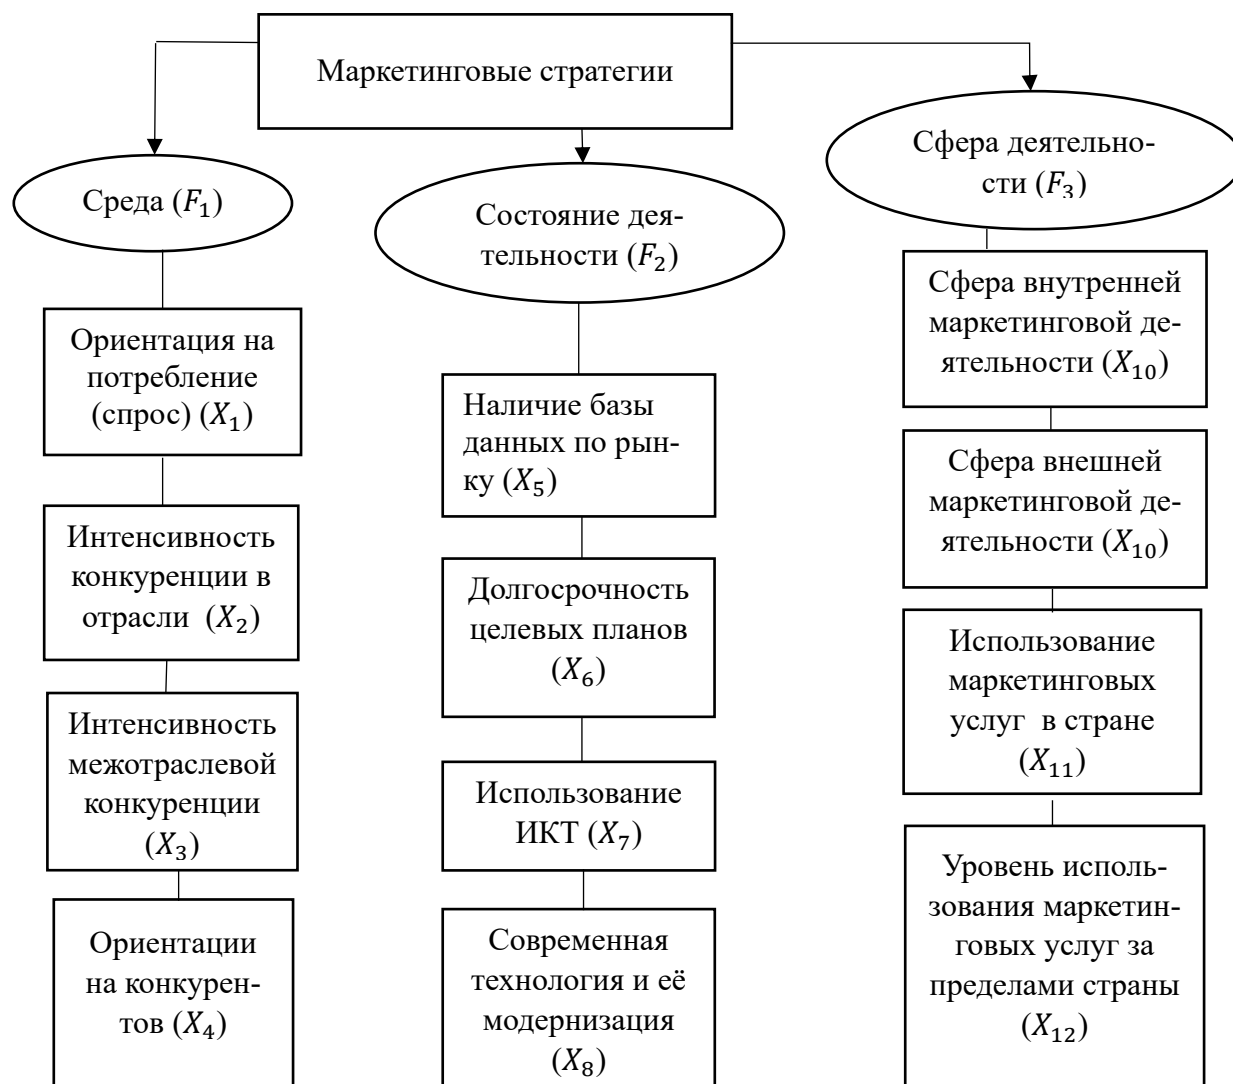 Маркетинговые стратегии
Среда (F₁)
Ориентация на
потребление
(спрос) (X₁)
Интенсивность
конкуренции в
отрасли (X₂)
Интенсивность
межотраслевой
конкуренции
(X₃)
Ориентации
на конкурен-
тов (X₄)
Состояние дея-
тельности (F₂)
Наличие базы
данных по рын-
ку (X₅)
Долгосрочность
целевых планов
(X₆)
Использование
ИКТ (X₇)
Современная
технология и её
модернизация
(X₈)
Сфера деятельно-
сти (F₃)
Сфера внутренней
маркетинговой де-
ятельности (X₁₀)
Сфера внешней
маркетинговой де-
ятельности (X₁₀)
Использование
маркетинговых
услуг в стране
(X₁₁)
Уровень исполь-
зования маркетин-
говых услуг за
пределами страны
(X₁₂)